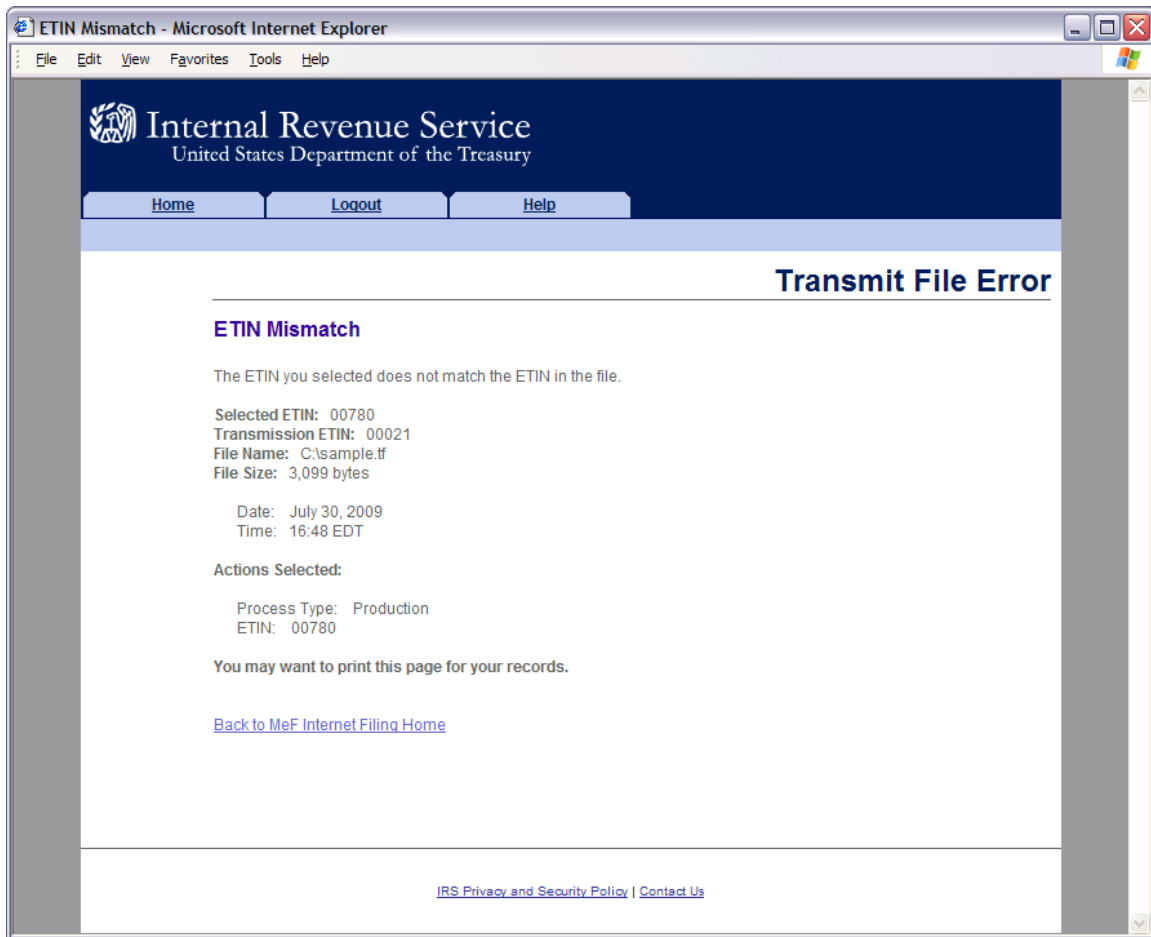 ETIN Mismatch - Microsoft Internet Explorer
File Edit View Favorites Tools Help
Internal Revenue Service
United States Department of the Treasury
Home Logout Help
Transmit File Error
ETIN Mismatch
The ETIN you selected does not match the ETIN in the file.
Selected ETIN: 00780
Transmission ETIN: 00021
File Name: C:\sample.tf
File Size: 3,099 bytes
Date: July 30, 2009
Time: 16:48 EDT
Actions Selected:
Process Type: Production
ETIN: 00780
You may want to print this page for your records.
Back to MeF Internet Filing Home
IRS Privacy and Security Policy | Contact Us